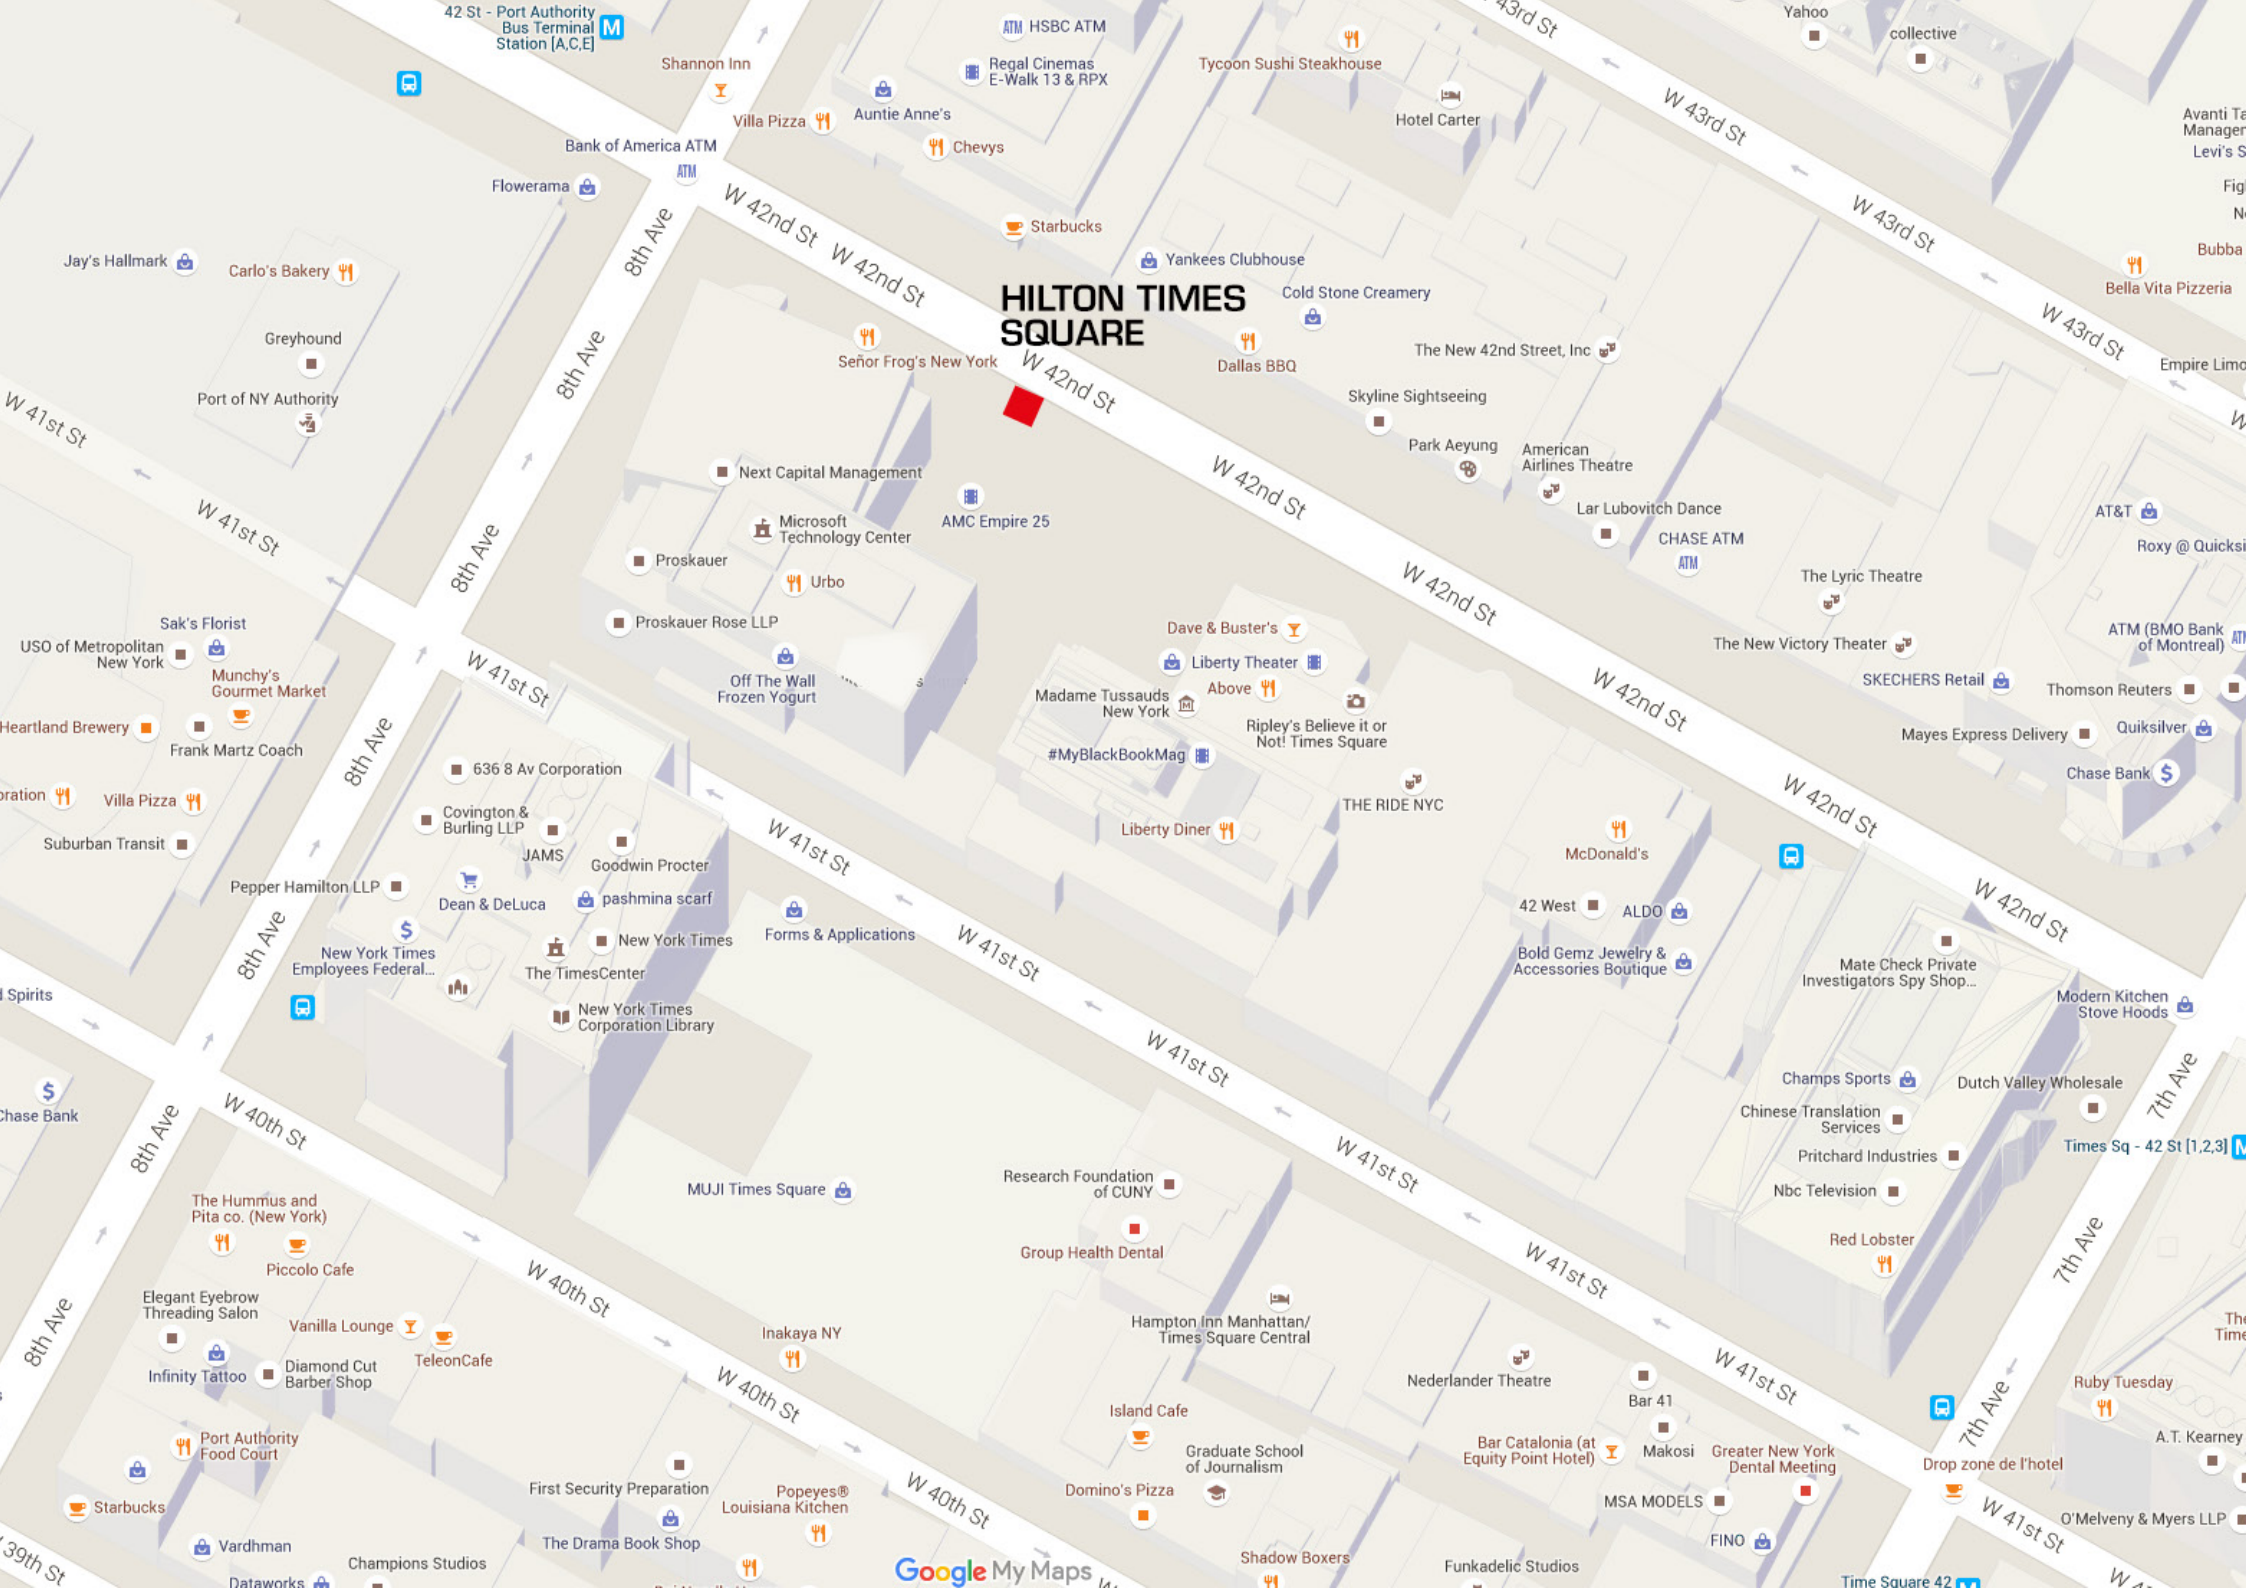 42 St - Port Authority
Bus Terminal
Station [A,C,E]
M
Shannon Inn
Villa Pizza
Bank of America ATM
ATM
Flowerama
ATM HSBC ATM
Regal Cinemas
E-Walk 13 & RPX
Auntie Anne's
Chevys
Tycoon Sushi Steakhouse
Hotel Carter
43rd St
W 43rd St
W 43rd St
W 43rd St
Yahoo
collective
Levi's S
Bubba
Bella Vita Pizzeria
Empire Limo
Starbucks
Yankees Clubhouse
Cold Stone Creamery
HILTON TIMES
SQUARE
Dallas BBQ
The New 42nd Street, Inc
Skyline Sightseeing
Park Aeyung
American
Airlines Theatre
Lar Lubovitch Dance
CHASE ATM
ATM
The Lyric Theatre
The New Victory Theater
SKECHERS Retail
AT&T
Roxy @ Quicksi
ATM (BMO Bank
of Montreal)
Thomson Reuters
Mayes Express Delivery
Quiksilver
Chase Bank
W 42nd St
W 42nd St
W 42nd St
W 42nd St
W 42nd St
W 42nd St
W 42nd St
W 42nd St
8th Ave
8th Ave
8th Ave
8th Ave
8th Ave
8th Ave
8th Ave
Jay's Hallmark
Carlo's Bakery
Greyhound
Port of NY Authority
W 41st St
W 41st St
W 41st St
Señor Frog's New York
Next Capital Management
Microsoft
Technology Center
AMC Empire 25
Proskauer
Urbo
Proskauer Rose LLP
Off The Wall
Frozen Yogurt
Dave & Buster's
Liberty Theater
Above
Madame Tussauds
New York
Ripley's Believe it or
Not! Times Square
#MyBlackBookMag
THE RIDE NYC
Liberty Diner
McDonald's
42 West
ALDO
Bold Gemz Jewelry &
Accessories Boutique
Mate Check Private
Investigators Spy Shop...
Modern Kitchen
Stove Hoods
Sak's Florist
USO of Metropolitan
New York
Munchy's
Gourmet Market
Heartland Brewery
Frank Martz Coach
Villa Pizza
Suburban Transit
636 8 Av Corporation
Covington &
Burling LLP
JAMS
Goodwin Procter
Pepper Hamilton LLP
Dean & DeLuca
pashmina scarf
New York Times
Employees Federal...
New York Times
The TimesCenter
New York Times
Corporation Library
Forms & Applications
W 41st St
W 41st St
W 41st St
W 41st St
W 41st St
W 41st St
W 41st St
Spirits
Chase Bank
W 40th St
W 40th St
W 40th St
W 40th St
MUJI Times Square
Research Foundation
of CUNY
Group Health Dental
Hampton Inn Manhattan/
Times Square Central
Champs Sports
Dutch Valley Wholesale
Chinese Translation
Services
Pritchard Industries
Nbc Television
Red Lobster
Times Sq - 42 St [1,2,3]
7th Ave
7th Ave
7th Ave
The Hummus and
Pita co. (New York)
Piccolo Cafe
Elegant Eyebrow
Threading Salon
Vanilla Lounge
TeleonCafe
Infinity Tattoo
Diamond Cut
Barber Shop
Port Authority
Food Court
Starbucks
Vardhman
Dataworks
Champions Studios
39th St
Inakaya NY
First Security Preparation
The Drama Book Shop
Popeyes®
Louisiana Kitchen
Island Cafe
Graduate School
of Journalism
Domino's Pizza
Shadow Boxers
Nederlander Theatre
Bar 41
Makosi
Bar Catalonia (at
Equity Point Hotel)
Greater New York
Dental Meeting
MSA MODELS
FINO
Funkadelic Studios
Ruby Tuesday
A.T. Kearney
Drop zone de l'hotel
O'Melveny & Myers LLP
Time Square 42
Google My Maps